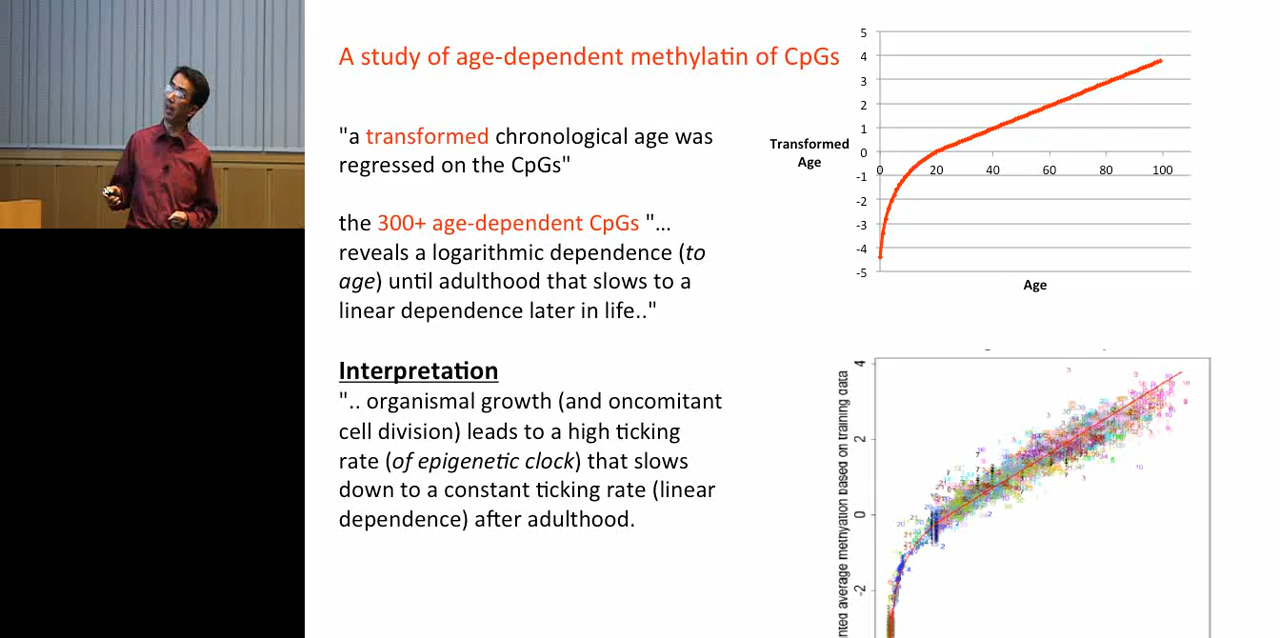 A study of age-dependent methylatin of CpGs
"a transformed chronological age was
regressed on the CpGs"
the 300+ age-dependent CpGs "...
reveals a logarithmic dependence (to
age) until adulthood that slows to a
linear dependence later in life.."
Interpretation
".. organismal growth (and oncomitant
cell division) leads to a high ticking
rate (of epigenetic clock) that slows
down to a constant ticking rate (linear
dependence) after adulthood.
5
4
3
2
1
0
-1
-2
-3
-4
-5
Transformed
Age
0 20 40 60 80 100
Age
4
2
0
-2
nted average methylation based on training data